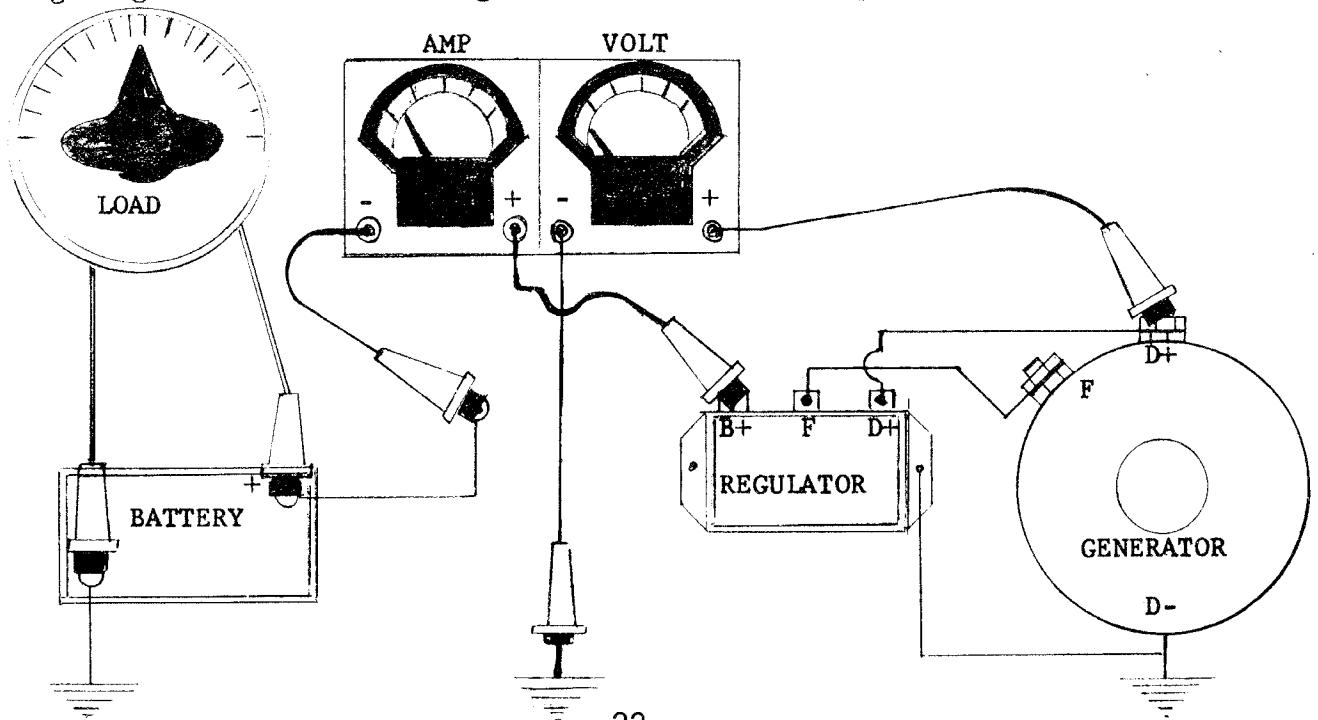 AMP
VOLT
LOAD
- + - +
D+
F
B+ F D+
+
REGULATOR
BATTERY
GENERATOR
D-